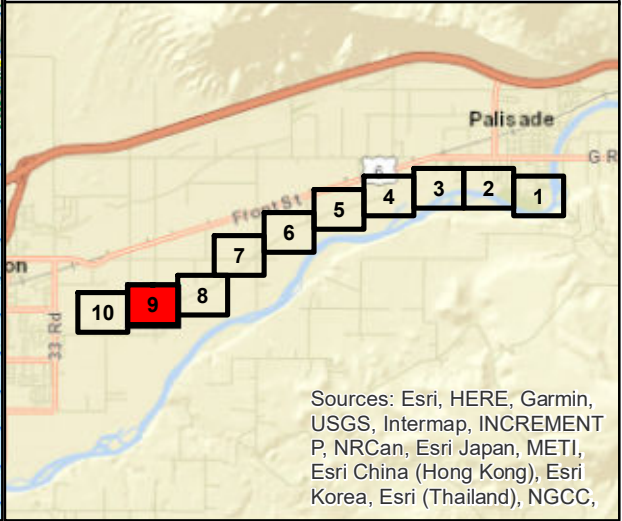 Palisade
G R
6
Front St
1
2
3
4
5
6
7
8
9
10
on
33 Rd
Sources: Esri, HERE, Garmin,
USGS, Intermap, INCREMENT
P, NRCan, Esri Japan, METI,
Esri China (Hong Kong), Esri
Korea, Esri (Thailand), NGCC,